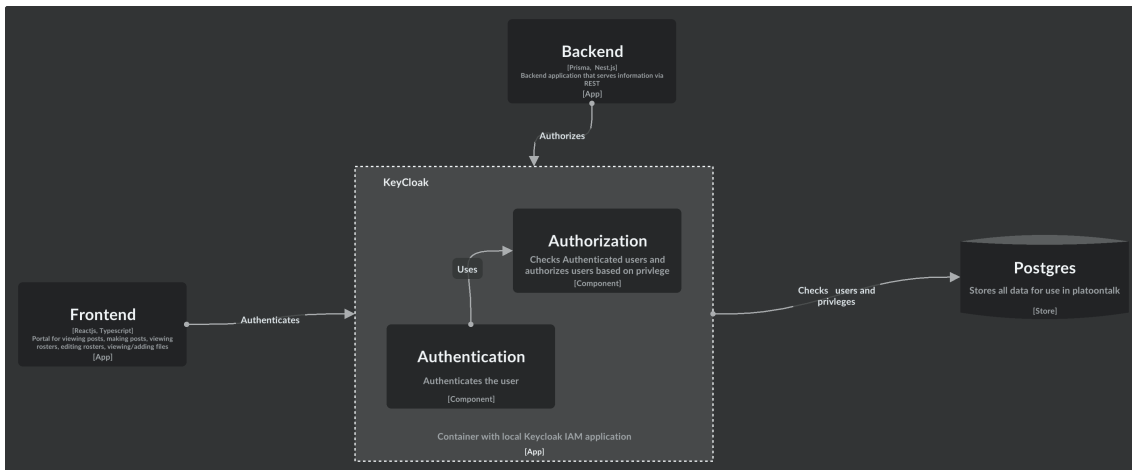 Backend
[Prisma, Nest.js]
Backend application that serves information via
REST
[App]
Authorizes
KeyCloak
Authorization
Checks Authenticated users and
authorizes users based on privlege
[Component]
Uses
Postgres
Stores all data for use in platoontalk
[Store]
Checks users and
privleges
Frontend
[Reactjs, Typescript]
Portal for viewing posts, making posts, viewing
rosters, editing rosters, viewing/adding files
[App]
Authenticates
Authentication
Authenticates the user
[Component]
Container with local Keycloak IAM application
[App]